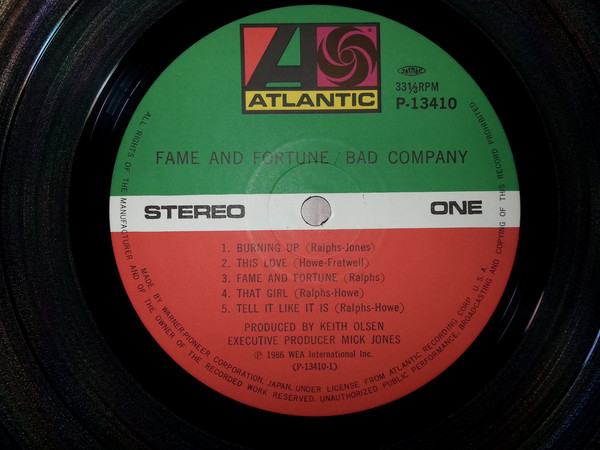 ATLANTIC
33⅓RPM
P-13410
FAME AND FORTUNE / BAD COMPANY
STEREO
ONE
1. BURNING UP (Ralphs-Jones)
2. THIS LOVE (Howe-Fretwell)
3. FAME AND FORTUNE (Ralphs)
4. THAT GIRL (Ralphs-Howe)
5. TELL IT LIKE IT IS (Ralphs-Howe)
PRODUCED BY KEITH OLSEN
EXECUTIVE PRODUCER MICK JONES
Ⓟ 1986 WEA International Inc.
(P-13410-1)
MADE BY WARNER-PIONEER CORPORATION, JAPAN, UNDER LICENSE FROM ATLANTIC RECORDING CORP. U.S.A.
ALL RIGHTS OF THE MANUFACTURER AND OF THE OWNER OF THE RECORDED WORK RESERVED. UNAUTHORIZED PUBLIC PERFORMANCE, BROADCASTING AND COPYING OF THIS RECORD PROHIBITED.